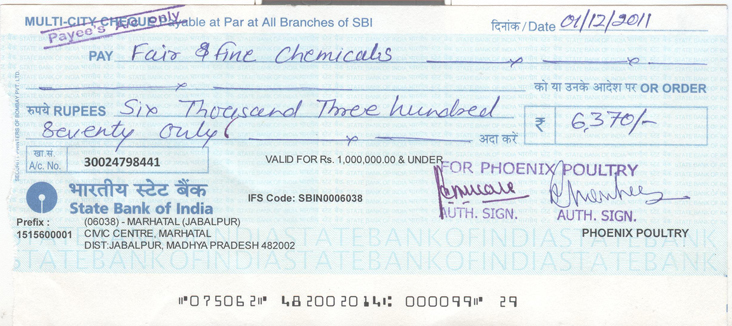 MULTI-CITY CHEQUE Payable at Par at All Branches of SBI
Payee's A/c Only
दिनांक/Date 01/12/2011
PAY Fair & fine Chemicals
को या उनके आदेश पर OR ORDER
रुपये RUPEES Six Thousand Three hundred
Seventy Only
अदा करें ₹ 6,370/-
खा.सं.
A/c. No. 30024798441
VALID FOR Rs. 1,000,000.00 & UNDER
FOR PHOENIX POULTRY
भारतीय स्टेट बैंक
State Bank of India
IFS Code: SBIN0006038
AUTH. SIGN. AUTH. SIGN.
Prefix :
1515600001
(06038) - MARHATAL (JABALPUR)
CIVIC CENTRE, MARHATAL
DIST:JABALPUR, MADHYA PRADESH 482002
PHOENIX POULTRY
STATEBANKOFINDIASTATEBANKOFINDIASTATEBANK
⑈075062⑈ 482002014⑆ 000099⑈ 29